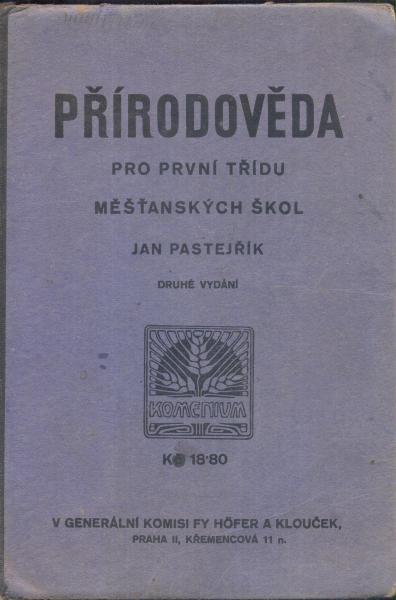 PŘÍRODOVĚDA
PRO PRVNÍ TŘÍDU
MĚŠŤANSKÝCH ŠKOL
JAN PASTEJŘÍK
DRUHÉ VYDÁNÍ
KOMENIUM
Kč 18·80
V GENERÁLNÍ KOMISI FY HÖFER A KLOUČEK,
PRAHA II, KŘEMENCOVÁ 11 n.